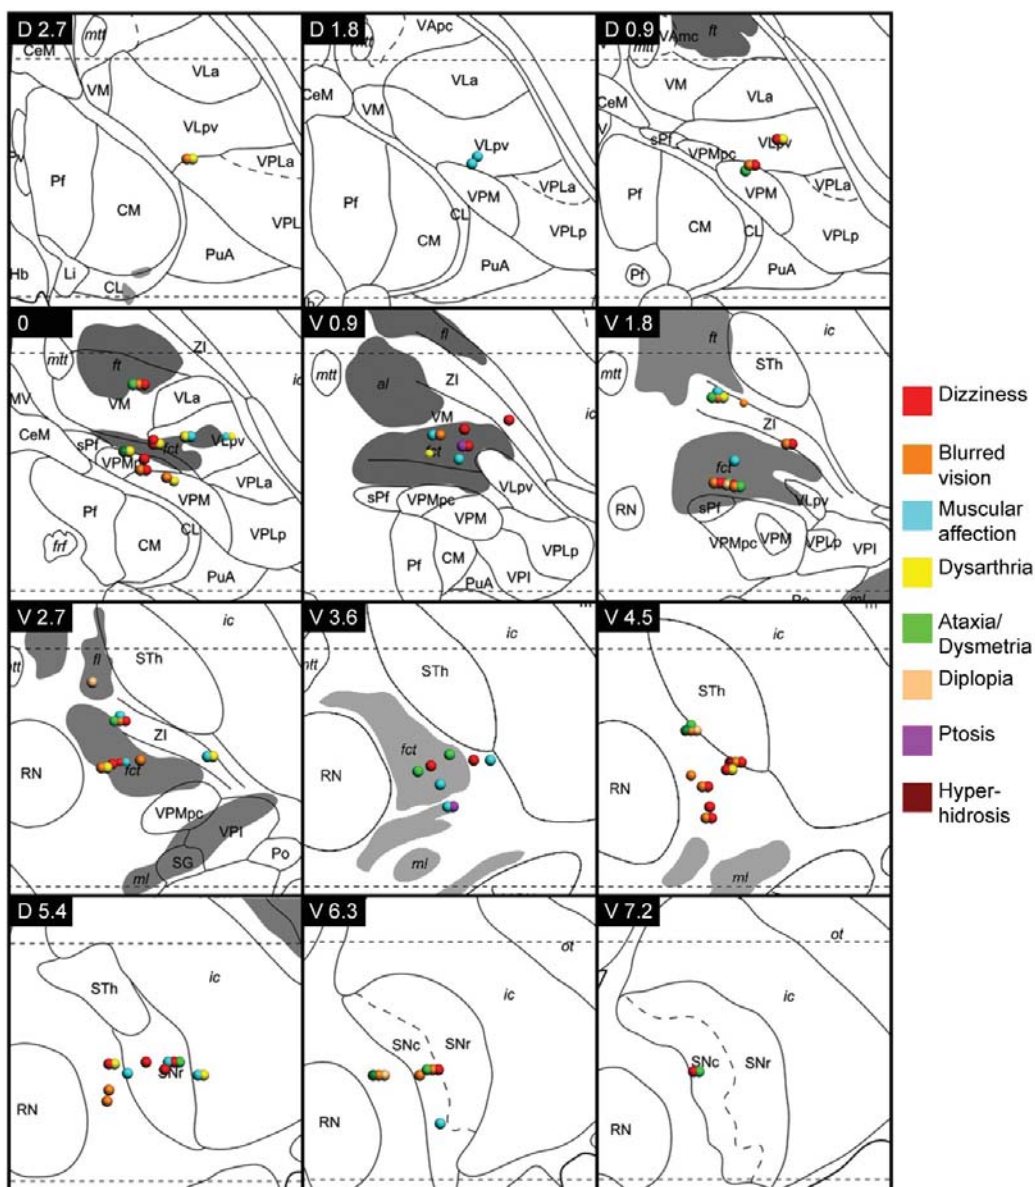 D 2.7
mtt
CeM
VM
VLa
VLpv
VPLa
Pf
CM
VPL
PuA
Hb
Li
CL
D 1.8
mtt
VApc
CeM
VM
VLa
VLpv
VPM
VPLa
Pf
CM
CL
VPLp
PuA
D 0.9
mtt
VAmc
ft
VM
VLa
CeM
sPf
VPMpc
VLpv
VPM
VPLa
Pf
CM
CL
VPLp
PuA
Pf
0
mtt
ft
ZI
ic
MV
VM
VLa
CeM
sPf
fct
VLpv
VPM
VPLa
Pf
CL
frf
CM
VPLp
PuA
V 0.9
fl
mtt
al
ZI
ic
VM
fct
VLpv
sPf
VPMpc
VPM
Pf
CM
VPLp
PuA
VPI
V 1.8
ft
ic
mtt
STh
ZI
fct
RN
sPf
VLpv
VPMpc
VPM
VPLp
VPI
ml
V 2.7
fl
ic
mtt
STh
ZI
RN
fct
VPMpc
VPI
SG
Po
ml
V 3.6
ic
mtt
STh
fct
RN
ml
V 4.5
ic
STh
RN
ml
D 5.4
STh
ic
SNr
RN
V 6.3
ot
ic
SNc
SNr
RN
V 7.2
ot
ic
SNc
SNr
RN
Dizziness
Blurred
vision
Muscular
affection
Dysarthria
Ataxia/
Dysmetria
Diplopia
Ptosis
Hyper-
hidrosis